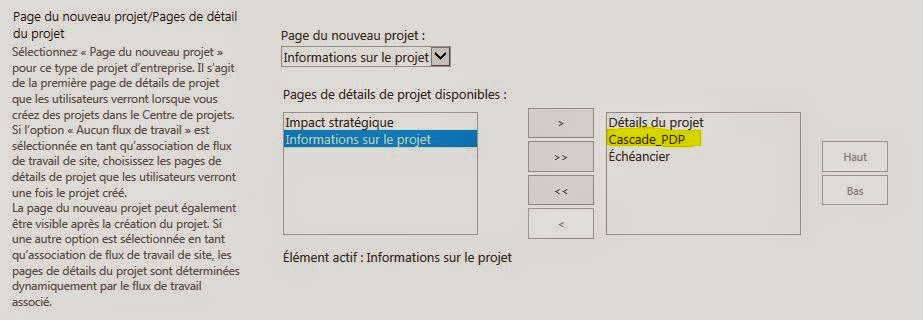 Page du nouveau projet/Pages de détail
du projet
Sélectionnez « Page du nouveau projet »
pour ce type de projet d'entreprise. Il s'agit
de la première page de détails de projet
que les utilisateurs verront lorsque vous
créez des projets dans le Centre de projets.
Si l'option « Aucun flux de travail » est
sélectionnée en tant qu'association de flux
de travail de site, choisissez les pages de
détails de projet que les utilisateurs verront
une fois le projet créé.
La page du nouveau projet peut également
être visible après la création du projet. Si
une autre option est sélectionnée en tant
qu'association de flux de travail de site, les
pages de détails du projet sont déterminées
dynamiquement par le flux de travail
associé.
Page du nouveau projet :
Informations sur le projet
Pages de détails de projet disponibles :
Impact stratégique
Informations sur le projet
>
>>
<<
<
Détails du projet
Cascade_PDP
Échéancier
Haut
Bas
Élément actif : Informations sur le projet